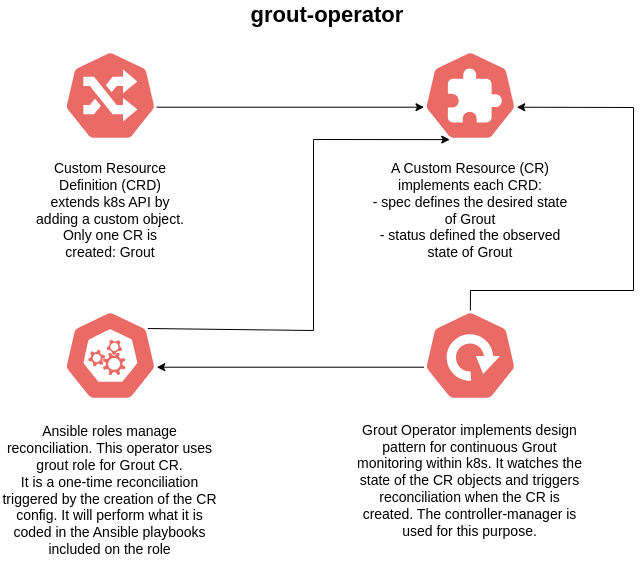 grout-operator
Custom Resource
Definition (CRD)
extends k8s API by
adding a custom object.
Only one CR is
created: Grout
A Custom Resource (CR)
implements each CRD:
- spec defines the desired state
of Grout
- status defined the observed
state of Grout
Ansible roles manage
reconciliation. This operator uses
grout role for Grout CR.
It is a one-time reconciliation
triggered by the creation of the CR
config. It will perform what it is
coded in the Ansible playbooks
included on the role
Grout Operator implements design
pattern for continuous Grout
monitoring within k8s. It watches the
state of the CR objects and triggers
reconciliation when the CR is
created. The controller-manager is
used for this purpose.